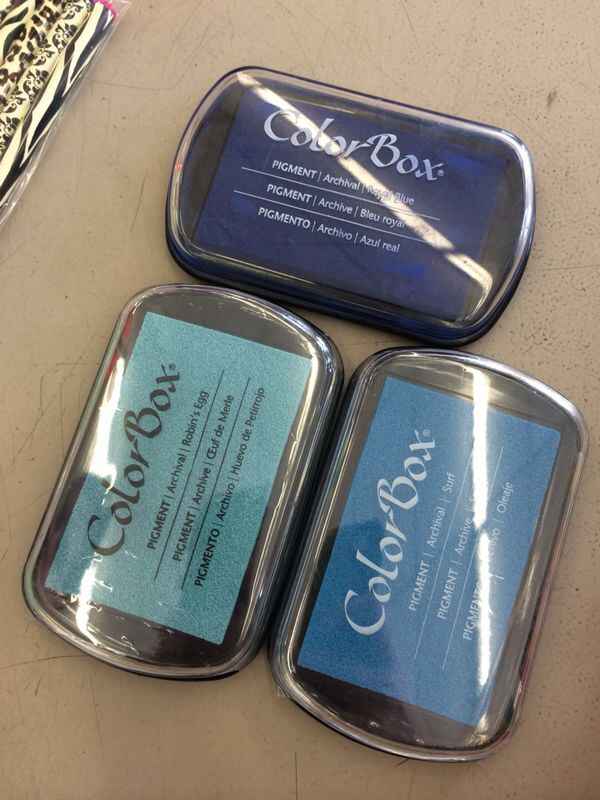 ColorBox®
PIGMENT | Archival | Royal Blue
PIGMENT | Archive | Bleu royal
PIGMENTO | Archivo | Azul real
ColorBox®
PIGMENT | Archival | Robin's Egg
PIGMENT | Archive | Œuf de Merle
PIGMENTO | Archivo | Huevo de Petirrojo
ColorBox®
PIGMENT | Archival | Surf
PIGMENT | Archive |
PIGMENTO | Archivo | Oleaje